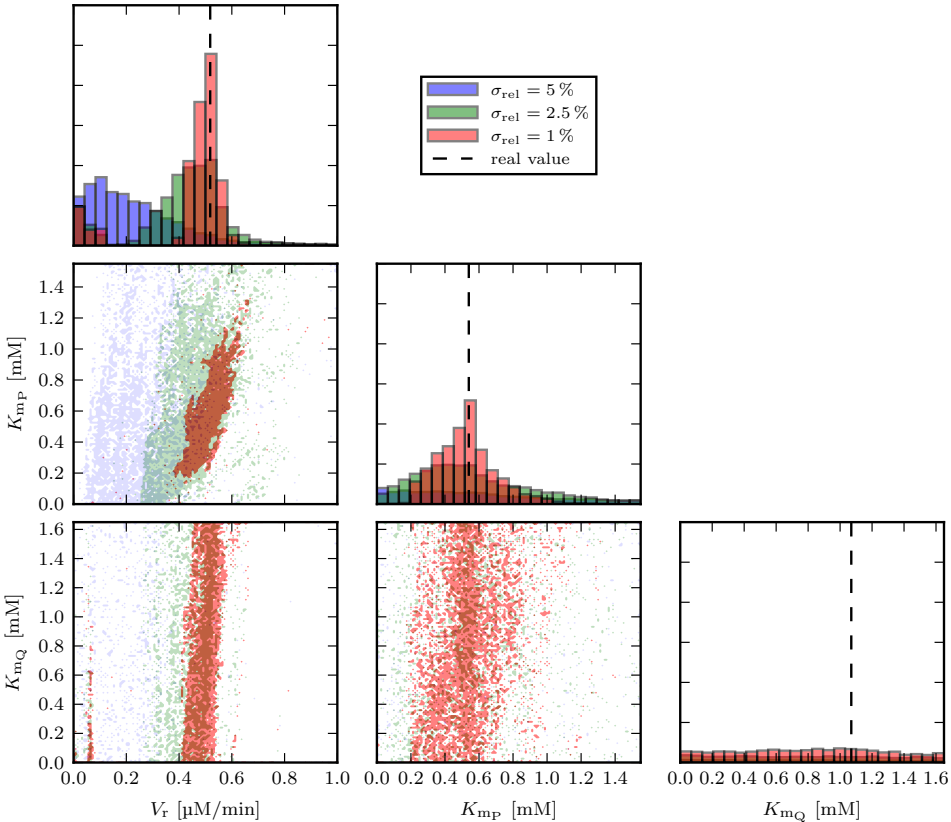 σrel = 5 %
σrel = 2.5 %
σrel = 1 %
real value
KmP [mM]
1.4
1.2
1.0
0.8
0.6
0.4
0.2
0.0
KmQ [mM]
1.6
1.4
1.2
1.0
0.8
0.6
0.4
0.2
0.0
0.0 0.2 0.4 0.6 0.8 1.0
Vr [µM/min]
0.0 0.2 0.4 0.6 0.8 1.0 1.2 1.4
KmP [mM]
0.0 0.2 0.4 0.6 0.8 1.0 1.2 1.4 1.6
KmQ [mM]